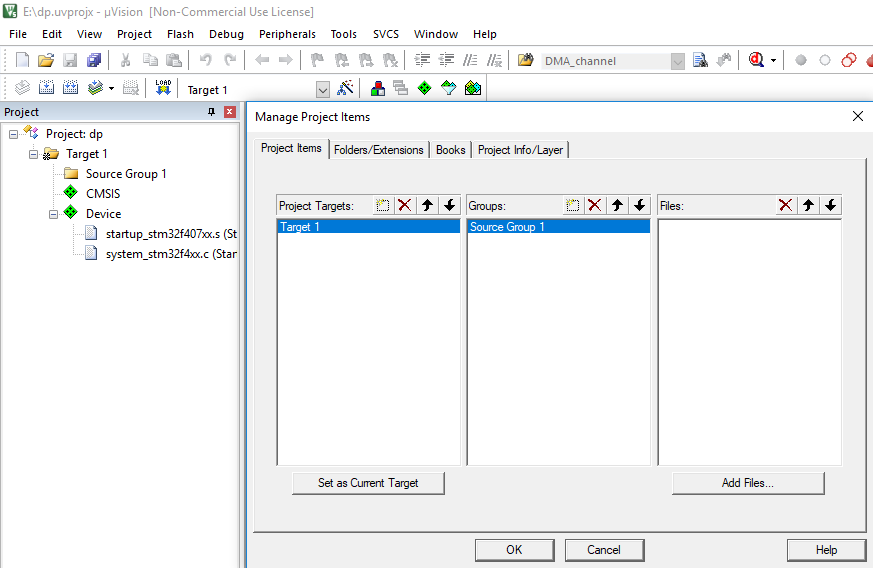 E:\dp.uvprojx - µVision [Non-Commercial Use License]
File Edit View Project Flash Debug Peripherals Tools SVCS Window Help
DMA_channel
LOAD Target 1
Project
Project: dp
Target 1
Source Group 1
CMSIS
Device
startup_stm32f407xx.s (St
system_stm32f4xx.c (Star
Manage Project Items
Project Items Folders/Extensions Books Project Info/Layer
Project Targets: Groups: Files:
Target 1 Source Group 1
Set as Current Target Add Files...
OK Cancel Help